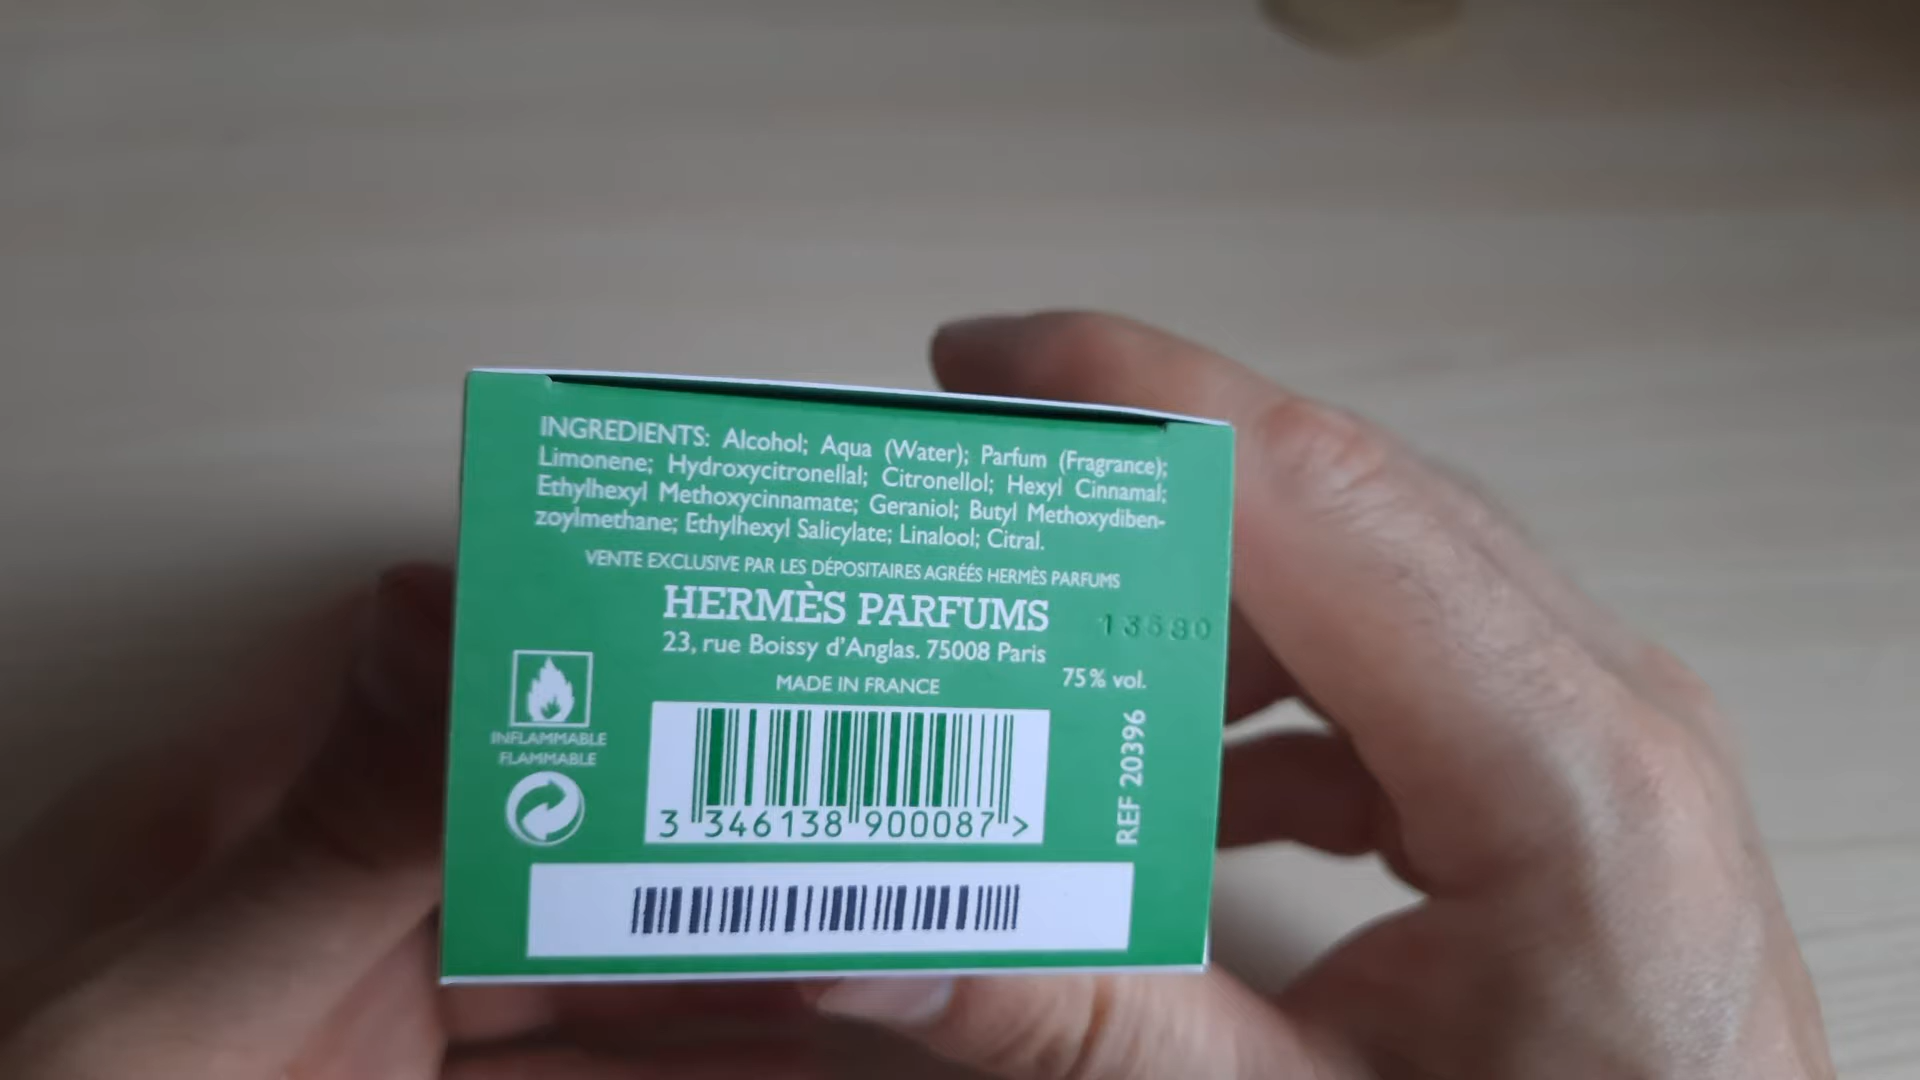 INGREDIENTS: Alcohol; Aqua (Water); Parfum (Fragrance);
Limonene; Hydroxycitronellal; Citronellol; Hexyl Cinnamal;
Ethylhexyl Methoxycinnamate; Geraniol; Butyl Methoxydiben-
zoylmethane; Ethylhexyl Salicylate; Linalool; Citral.
VENTE EXCLUSIVE PAR LES DÉPOSITAIRES AGRÉÉS HERMÈS PARFUMS
HERMÈS PARFUMS
23, rue Boissy d'Anglas. 75008 Paris
75% vol.
MADE IN FRANCE
INFLAMMABLE
FLAMMABLE
3 346138 900087 >
REF 20396